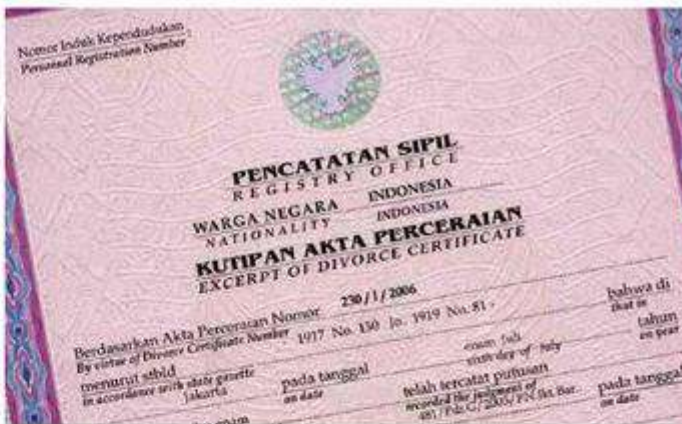 Nomor Induk Kependudukan
Personal Registration Number
PENCATATAN SIPIL
REGISTRY OFFICE
WARGA NEGARA INDONESIA
NATIONALITY INDONESIA
KUTIPAN AKTA PERCERAIAN
EXCERPT OF DIVORCE CERTIFICATE
Berdasarkan Akta Perceraian Nomor 230/1/2006 bahwa di
By virtue of Divorce Certificate Number 1917 No. 130 jo. 1919 No. 81 - that in
menurut stbld pada tanggal enam Juli tahun
in accordance with state gazette on date sixth day of July on year
Jakarta telah tercatat putusan pada tanggal
recorded the judgment of on date